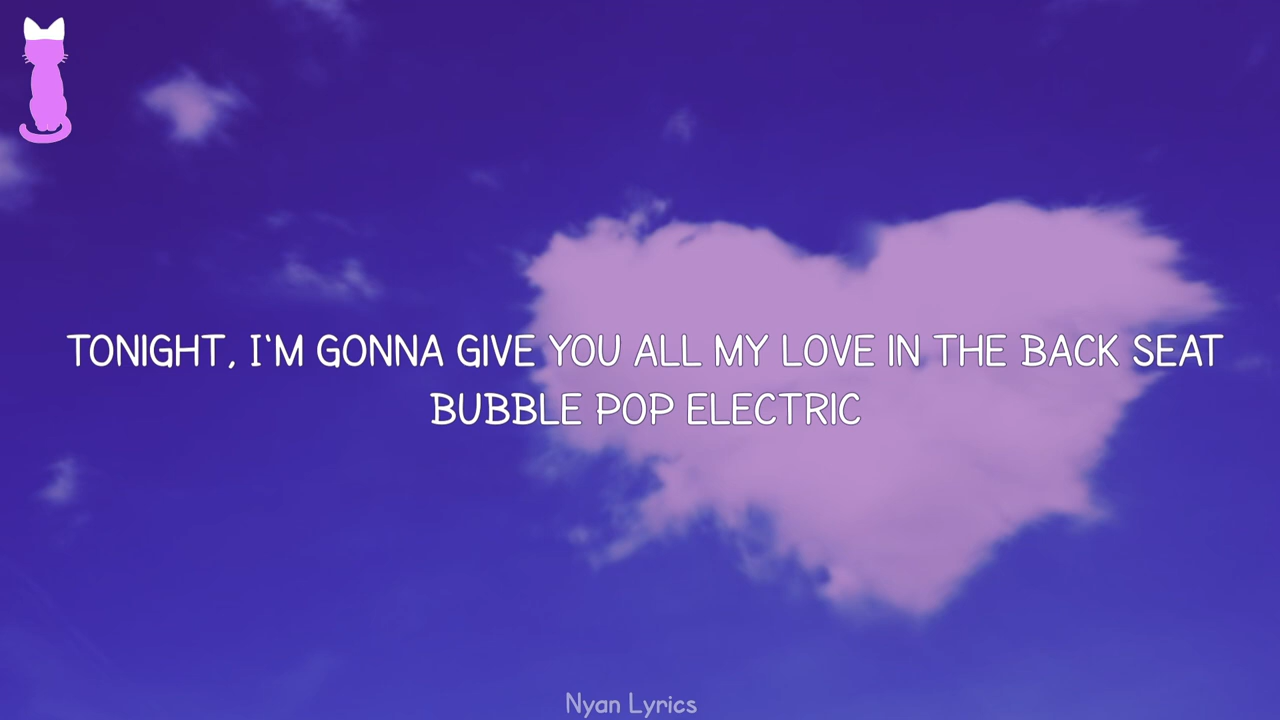 TONIGHT, I'M GONNA GIVE YOU ALL MY LOVE IN THE BACK SEAT
BUBBLE POP ELECTRIC
Nyan Lyrics